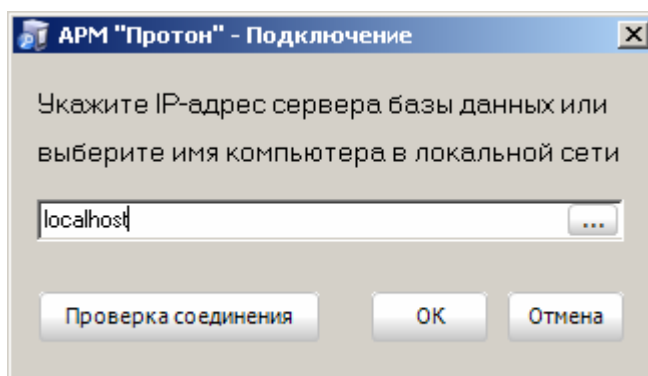 АРМ "Протон" - Подключение
Укажите IP-адрес сервера базы данных или
выберите имя компьютера в локальной сети
localhost
...
Проверка соединения
ОК
Отмена